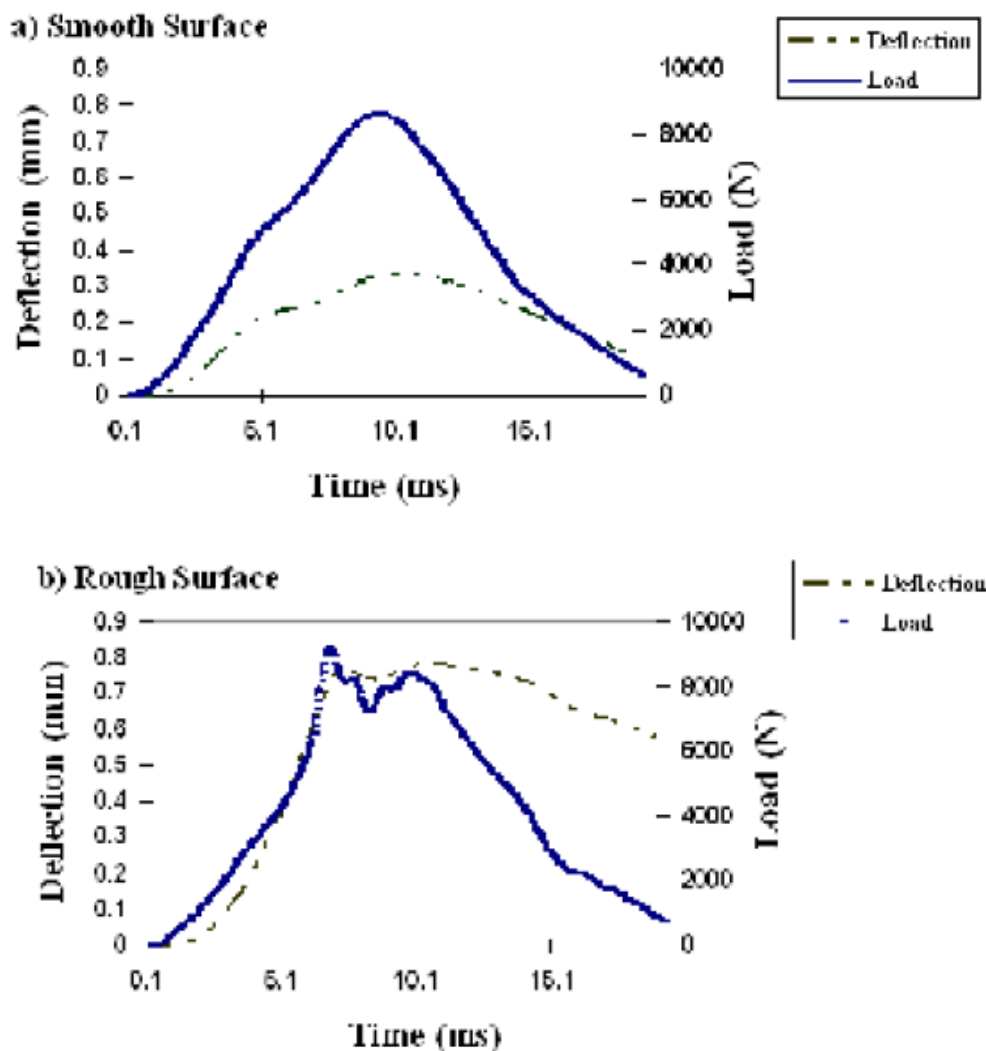 a) Smooth Surface
Deflection
Load
0.9
0.8
0.7
0.6
0.5
0.4
0.3
0.2
0.1
0
Deflection (mm)
10000
8000
6000
4000
2000
0
Load (N)
0.1 5.1 10.1 15.1
Time (ms)
b) Rough Surface
Deflection
Load
0.9
0.8
0.7
0.6
0.5
0.4
0.3
0.2
0.1
0
Deflection (mm)
10000
8000
6000
4000
2000
0
Load (N)
0.1 5.1 10.1 15.1
Time (ms)